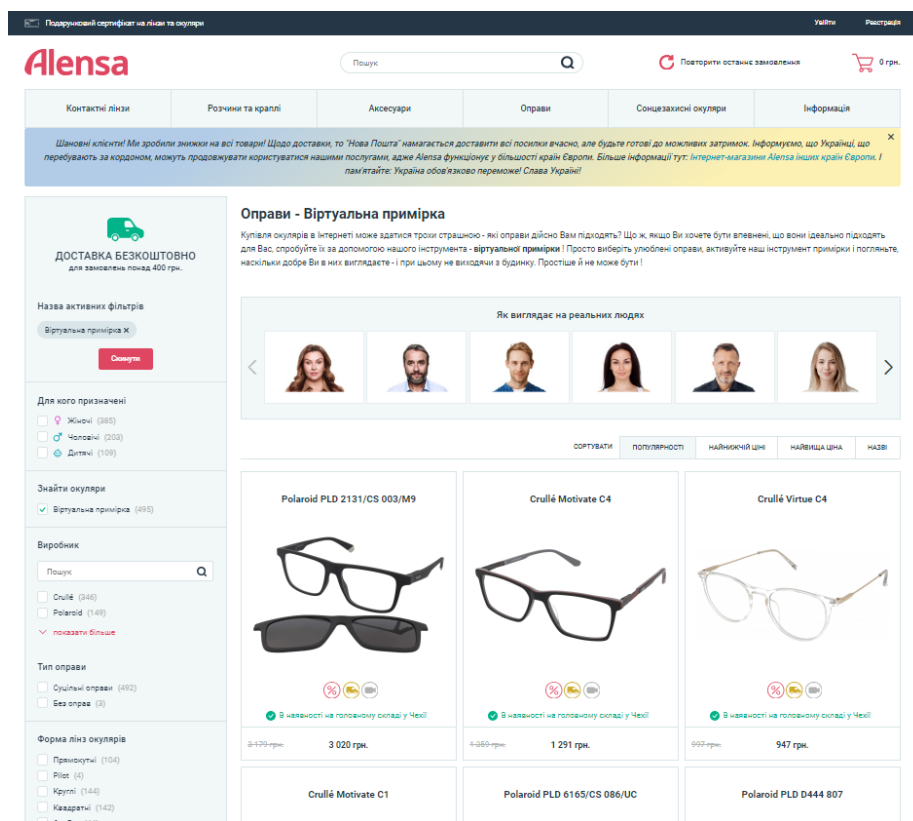 Подарунковий сертифікат на лінзи та окуляри
Увійти
Реєстрація
Alensa
Пошук
Повторити останнє замовлення
0 грн.
Контактні лінзи
Розчини та краплі
Аксесуари
Оправи
Сонцезахисні окуляри
Інформація
Шановні клієнти! Ми зробили знижки на всі товари! Щодо доставки, то "Нова Пошта" намагається доставити всі посилки вчасно, але будьте готові до можливих затримок. Інформуємо, що Українці, що
перебувають за кордоном, можуть продовжувати користуватися нашими послугами, адже Alensa функціонує у більшості країн Європи. Більше інформації тут: Інтернет-магазини Alensa інших країн Європи. І
пам'ятайте: Україна обов'язково переможе! Слава Україні!
ДОСТАВКА БЕЗКОШТОВНО
для замовлень понад 400 грн.
Назва активних фільтрів
Віртуальна примірка ×
Скинути
Для кого призначені
Жіночі (385)
Чоловічі (203)
Дитячі (109)
Знайти окуляри
Віртуальна примірка (495)
Виробник
Пошук
Crullé (346)
Polaroid (149)
показати більше
Тип оправи
Суцільні оправи (492)
Без оправ (3)
Форма лінз окулярів
Прямокутні (104)
Pilot (4)
Круглі (144)
Квадратні (142)
Оправи - Віртуальна примірка
Купівля окулярів в Інтернеті може здатися трохи страшною - які оправи дійсно Вам підходять? Що ж, якщо Ви хочете бути впевнені, що вони ідеально підходять
для Вас, спробуйте їх за допомогою нашого інструмента - віртуальної примірки ! Просто виберіть улюблені оправи, активуйте наш інструмент примірки і погляньте,
наскільки добре Ви в них виглядаєте - і при цьому не виходячи з будинку. Простіше й не може бути !
Як виглядає на реальних людях
СОРТУВАТИ
ПОПУЛЯРНОСТІ
НАЙНИЖЧІЙ ЦІНІ
НАЙВИЩА ЦІНА
НАЗВІ
Polaroid PLD 2131/CS 003/M9
Crullé Motivate C4
Crullé Virtue C4
В наявності на головному складі у Чехії
В наявності на головному складі у Чехії
В наявності на головному складі у Чехії
3 179 грн.
3 020 грн.
1 359 грн.
1 291 грн.
997 грн.
947 грн.
Crullé Motivate C1
Polaroid PLD 6165/CS 086/UC
Polaroid PLD D444 807